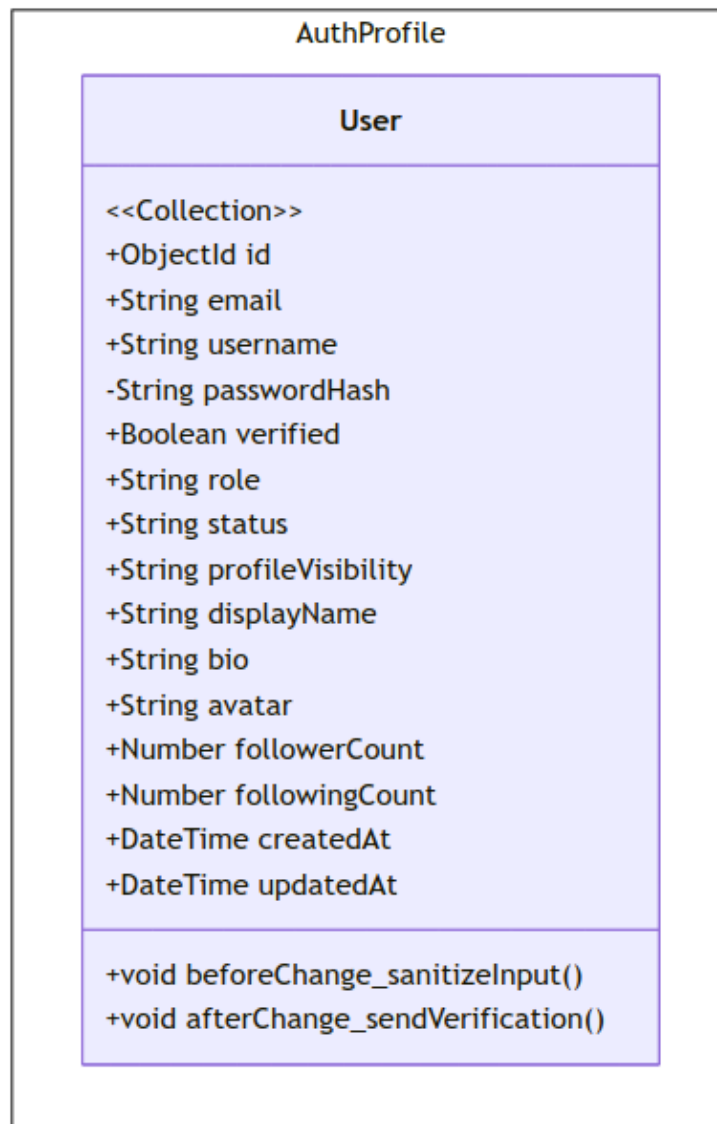 AuthProfile
User
<<Collection>>
+ObjectId id
+String email
+String username
-String passwordHash
+Boolean verified
+String role
+String status
+String profileVisibility
+String displayName
+String bio
+String avatar
+Number followerCount
+Number followingCount
+DateTime createdAt
+DateTime updatedAt
+void beforeChange_sanitizeInput()
+void afterChange_sendVerification()